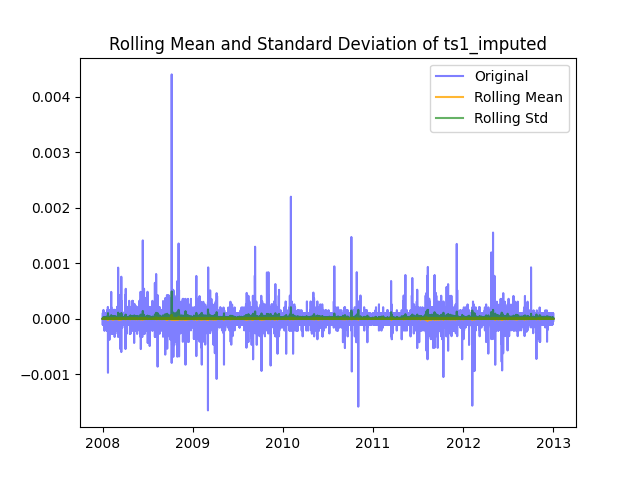 Rolling Mean and Standard Deviation of ts1_imputed
Original
Rolling Mean
Rolling Std
0.004
0.003
0.002
0.001
0.000
−0.001
2008 2009 2010 2011 2012 2013